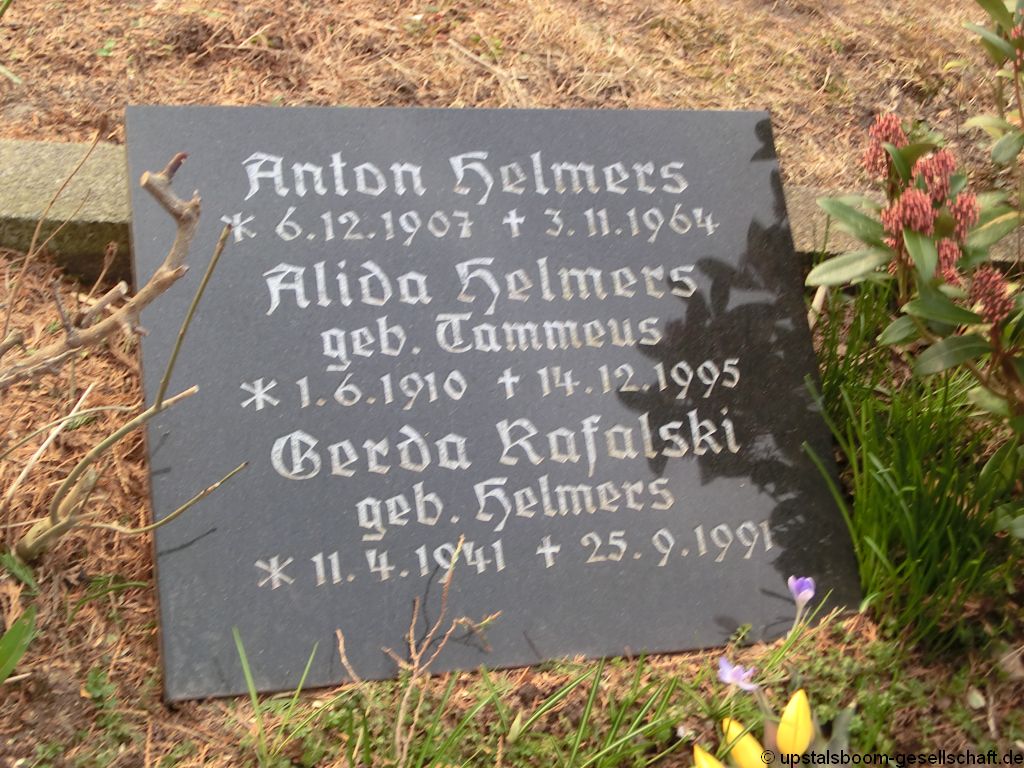 Anton Helmers
* 6.12.1907 † 3.11.1964
Alida Helmers
geb. Tammeus
* 1.6.1910 † 14.12.1995
Gerda Rafalski
geb. Helmers
* 11.4.1941 † 25.9.1991
© upstalsboom-gesellschaft.de